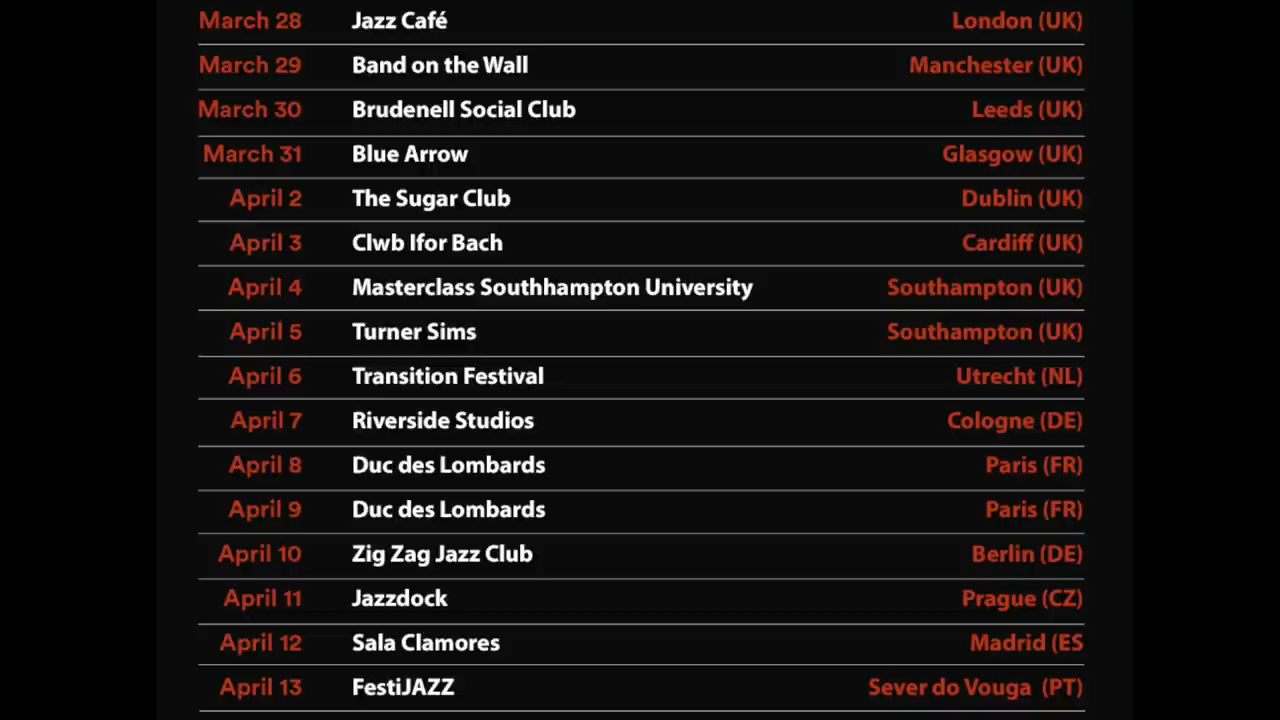 March 28 Jazz Café London (UK)
March 29 Band on the Wall Manchester (UK)
March 30 Brudenell Social Club Leeds (UK)
March 31 Blue Arrow Glasgow (UK)
April 2 The Sugar Club Dublin (UK)
April 3 Clwb Ifor Bach Cardiff (UK)
April 4 Masterclass Southhampton University Southampton (UK)
April 5 Turner Sims Southampton (UK)
April 6 Transition Festival Utrecht (NL)
April 7 Riverside Studios Cologne (DE)
April 8 Duc des Lombards Paris (FR)
April 9 Duc des Lombards Paris (FR)
April 10 Zig Zag Jazz Club Berlin (DE)
April 11 Jazzdock Prague (CZ)
April 12 Sala Clamores Madrid (ES
April 13 FestiJAZZ Sever do Vouga (PT)